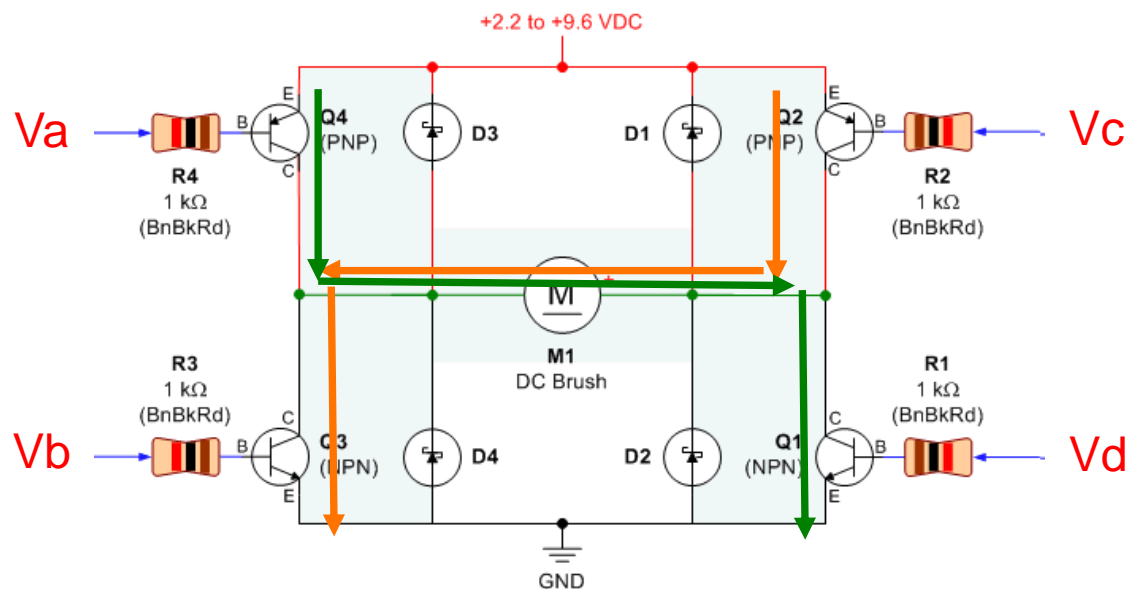 +2.2 to +9.6 VDC
Va
B
E
C
Q4
(PNP)
R4
1 kΩ
(BnBkRd)
D3
D1
Q2
(PNP)
E
B
C
R2
1 kΩ
(BnBkRd)
Vc
M
+
M1
DC Brush
R3
1 kΩ
(BnBkRd)
Vb
B
C
E
Q3
(NPN)
D4
D2
Q1
(NPN)
C
B
E
R1
1 kΩ
(BnBkRd)
Vd
GND